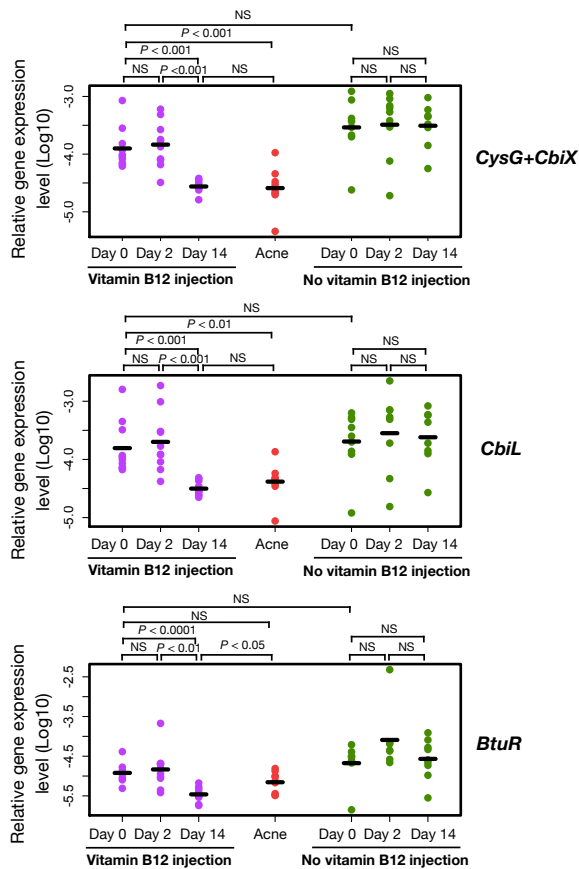 NS
P < 0.001
P < 0.001
NS
NS
P <0.001
NS
NS
NS
Relative gene expression
level (Log10)
-3.0
-4.0
-5.0
CysG+CbiX
Day 0
Day 2
Day 14
Acne
Day 0
Day 2
Day 14
Vitamin B12 injection
No vitamin B12 injection
NS
P < 0.01
P < 0.001
NS
NS
P < 0.001
NS
NS
NS
Relative gene expression
level (Log10)
-3.0
-4.0
-5.0
CbiL
Day 0
Day 2
Day 14
Acne
Day 0
Day 2
Day 14
Vitamin B12 injection
No vitamin B12 injection
NS
NS
P < 0.0001
NS
NS
P < 0.01
P < 0.05
NS
NS
Relative gene expression
level (Log10)
-2.5
-3.5
-4.5
-5.5
BtuR
Day 0
Day 2
Day 14
Acne
Day 0
Day 2
Day 14
Vitamin B12 injection
No vitamin B12 injection